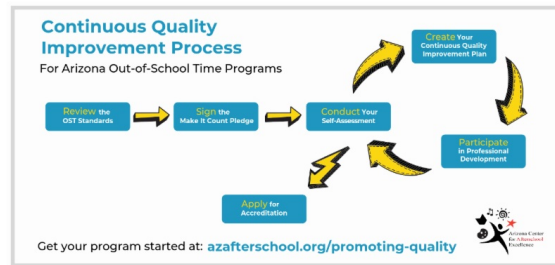 Continuous Quality
Improvement Process
For Arizona Out-of-School Time Programs
Review the
OST Standards
Sign the
Make It Count Pledge
Conduct Your
Self-Assessment
Create Your
Continuous Quality
Improvement Plan
Participate
in Professional
Development
Apply for
Accreditation
Get your program started at: azafterschool.org/promoting-quality
Arizona Center
for Afterschool
Excellence